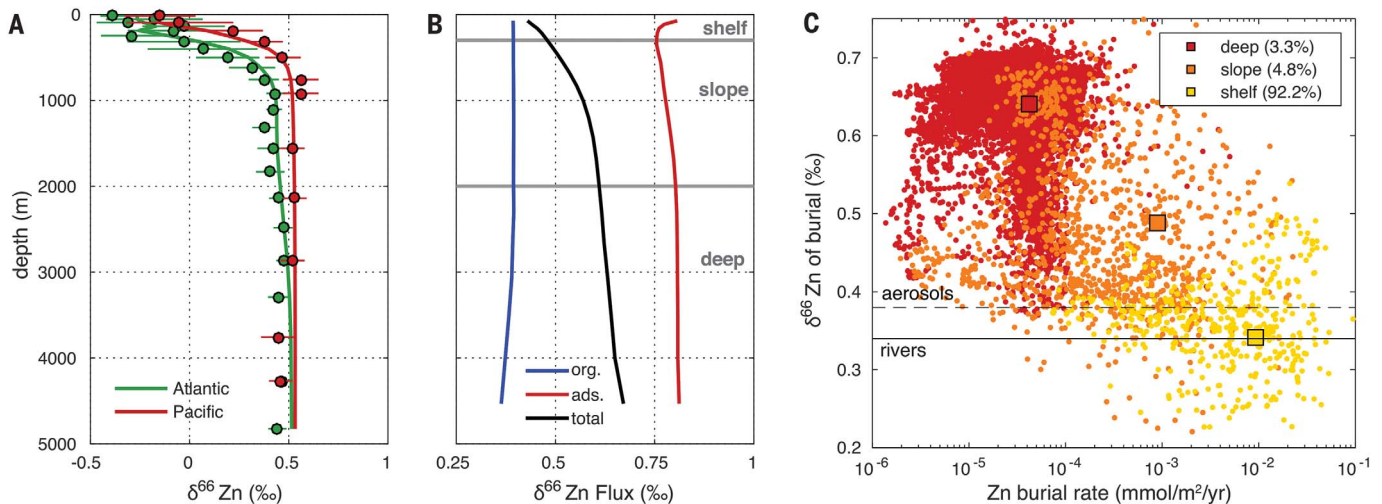 A
0
1000
2000
3000
4000
5000
depth (m)
-0.5
0
0.5
1
δ66 Zn (‰)
Atlantic
Pacific
B
shelf
slope
deep
org.
ads.
total
0.25
0.5
0.75
1
δ66 Zn Flux (‰)
C
0.7
0.6
0.5
0.4
0.3
0.2
δ66 Zn of burial (‰)
deep (3.3%)
slope (4.8%)
shelf (92.2%)
aerosols
rivers
10-6
10-5
10-4
10-3
10-2
10-1
Zn burial rate (mmol/m2/yr)